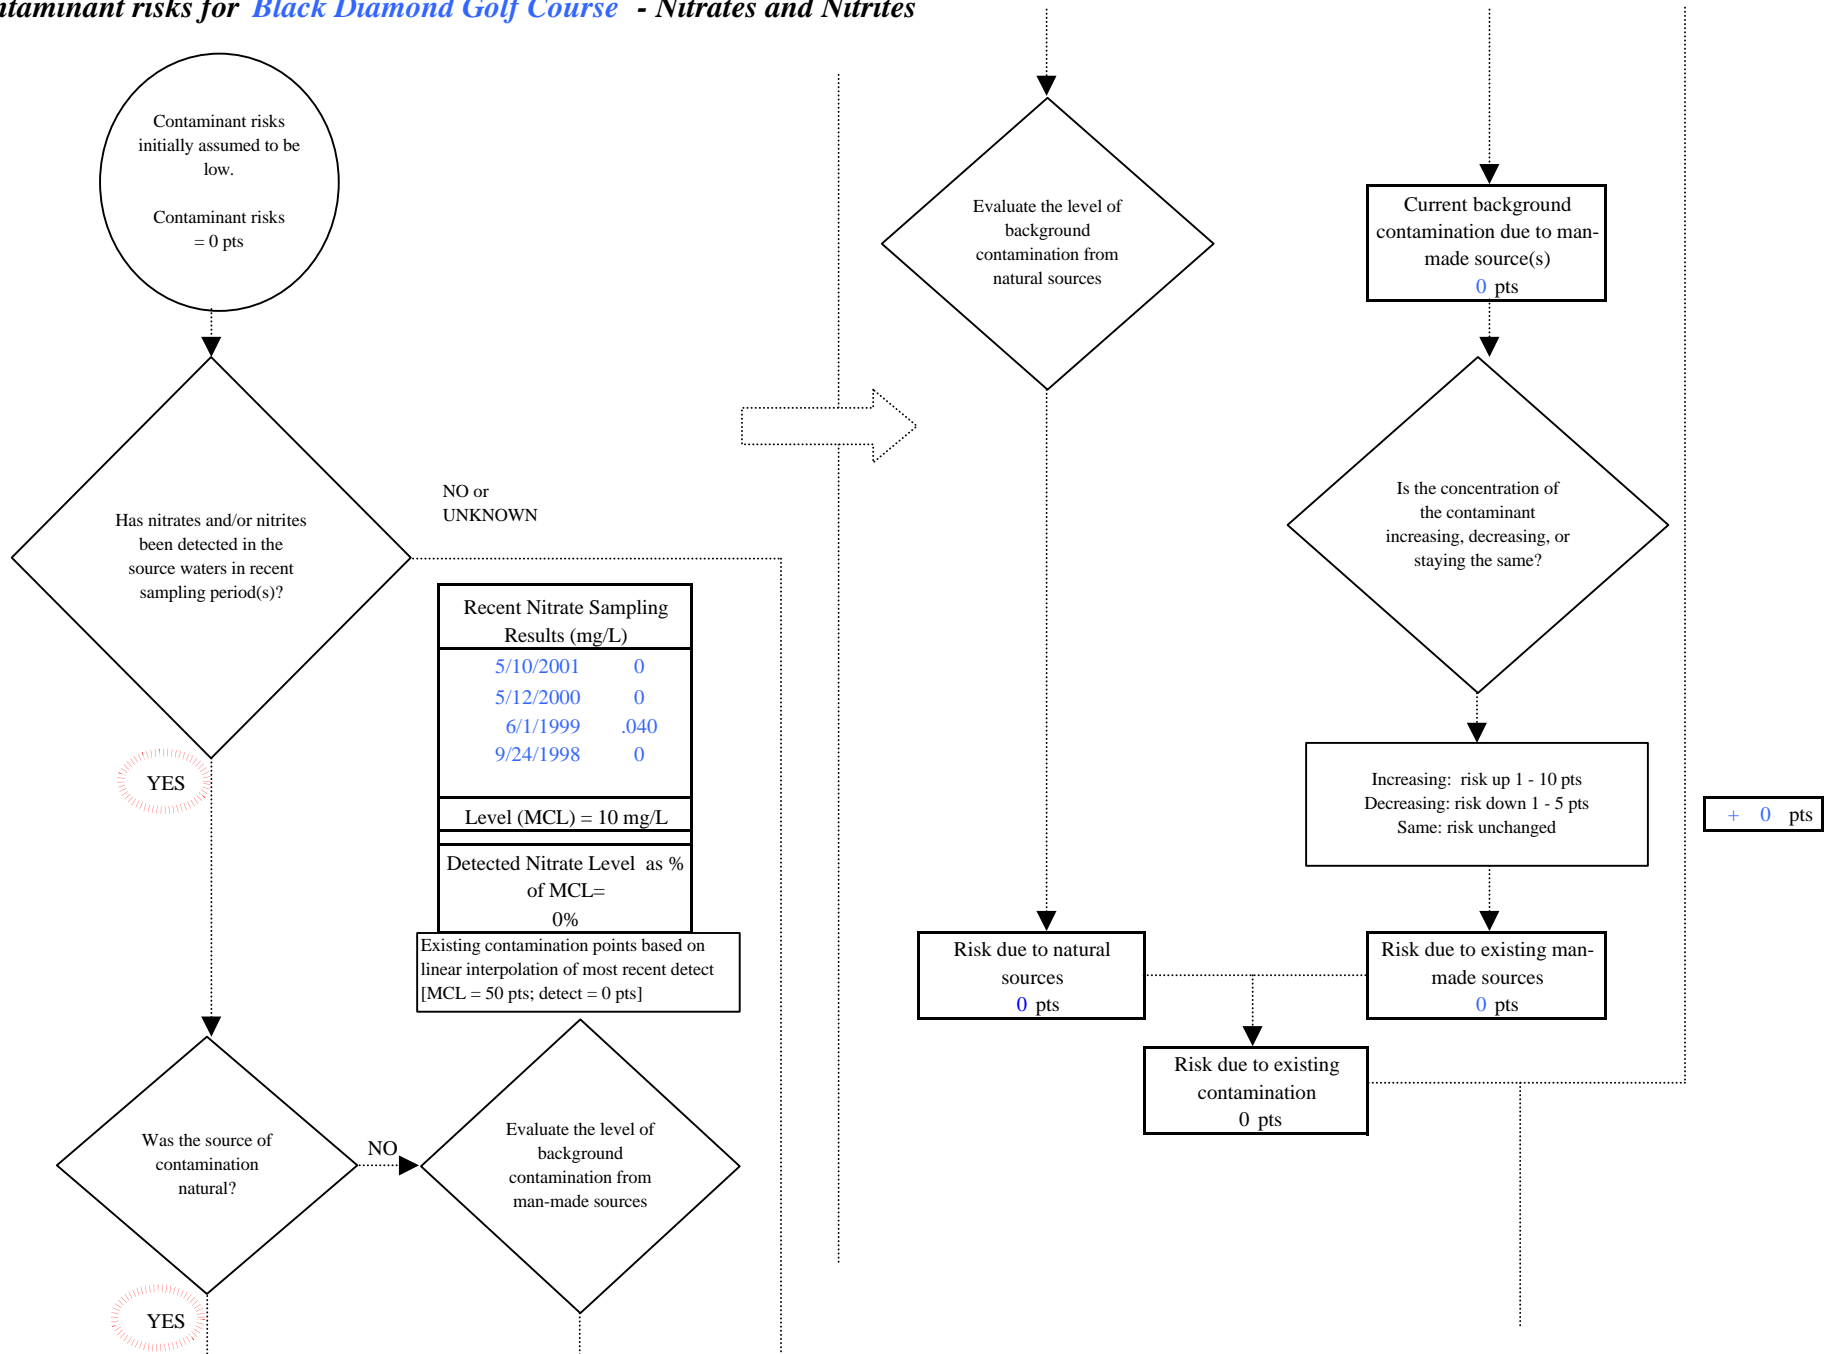 ntaminant risks for Black Diamond Golf Course - Nitrates and Nitrites
Contaminant risks
initially assumed to be
low.
Contaminant risks
= 0 pts
Has nitrates and/or nitrites
been detected in the
source waters in recent
sampling period(s)?
NO or
UNKNOWN
YES
Recent Nitrate Sampling
Results (mg/L)
5/10/2001 0
5/12/2000 0
6/1/1999 .040
9/24/1998 0
Level (MCL) = 10 mg/L
Detected Nitrate Level as %
of MCL=
0%
Existing contamination points based on
linear interpolation of most recent detect
[MCL = 50 pts; detect = 0 pts]
Was the source of
contamination
natural?
NO
YES
Evaluate the level of
background
contamination from
man-made sources
Evaluate the level of
background
contamination from
natural sources
Current background
contamination due to man-
made source(s)
0 pts
Is the concentration of
the contaminant
increasing, decreasing, or
staying the same?
Increasing: risk up 1 - 10 pts
Decreasing: risk down 1 - 5 pts
Same: risk unchanged
+ 0 pts
Risk due to natural
sources
0 pts
Risk due to existing man-
made sources
0 pts
Risk due to existing
contamination
0 pts